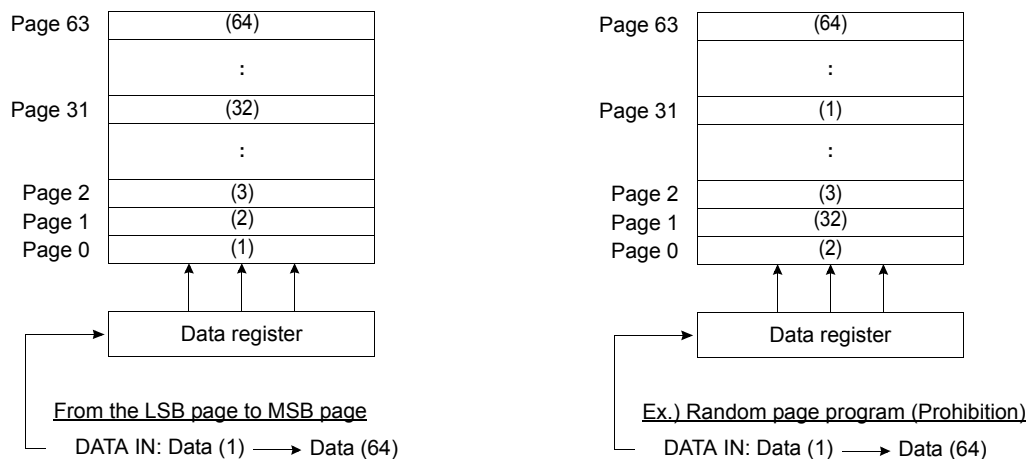 Page 63 (64)
:
Page 31 (32)
:
Page 2 (3)
Page 1 (2)
Page 0 (1)
Data register
From the LSB page to MSB page
DATA IN: Data (1) Data (64)
Page 63 (64)
:
Page 31 (1)
:
Page 2 (3)
Page 1 (32)
Page 0 (2)
Data register
Ex.) Random page program (Prohibition)
DATA IN: Data (1) Data (64)